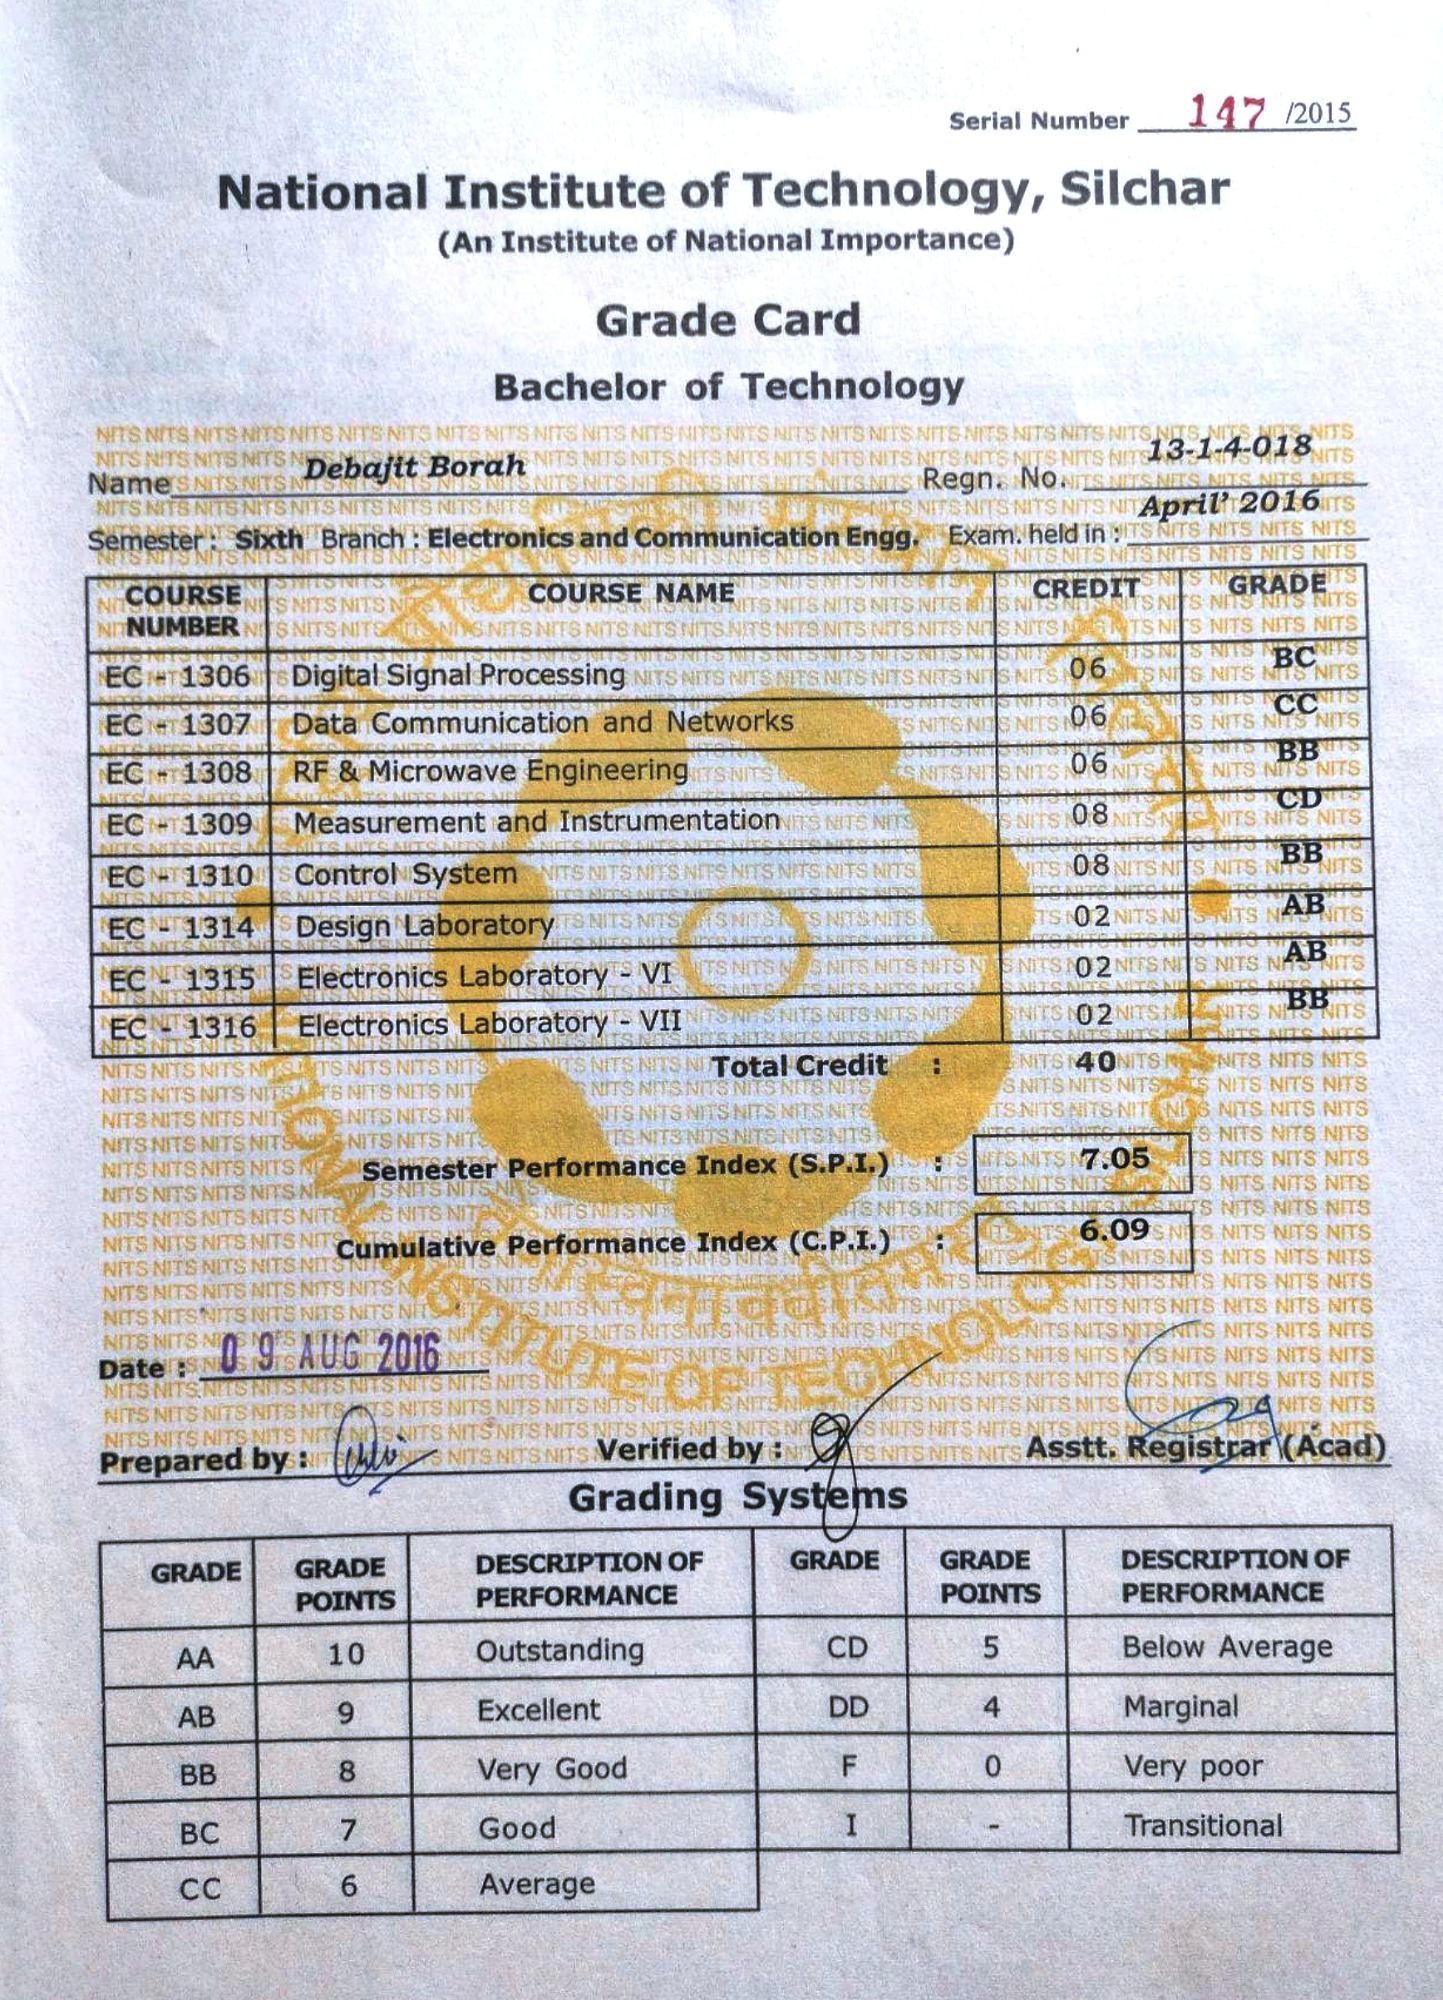 Serial Number 147 /2015
National Institute of Technology, Silchar
(An Institute of National Importance)
Grade Card
Bachelor of Technology
Name Debajit Borah Regn. No. 13-1-4-018
Semester : Sixth Branch : Electronics and Communication Engg. Exam. held in : April' 2016
COURSE NUMBER COURSE NAME CREDIT GRADE
EC - 1306 Digital Signal Processing 06 BC
EC - 1307 Data Communication and Networks 06 CC
EC - 1308 RF & Microwave Engineering 06 BB
EC - 1309 Measurement and Instrumentation 08 CD
EC - 1310 Control System 08 BB
EC - 1314 Design Laboratory 02 AB
EC - 1315 Electronics Laboratory - VI 02 AB
EC - 1316 Electronics Laboratory - VII 02 BB
Total Credit : 40
Semester Performance Index (S.P.I.) : 7.05
Cumulative Performance Index (C.P.I.) : 6.09
NATIONAL INSTITUTE OF TECHNOLOGY
Date : 09 AUG 2016
Prepared by : Verified by : Asstt. Registrar (Acad)
Grading Systems
GRADE GRADE POINTS DESCRIPTION OF PERFORMANCE GRADE GRADE POINTS DESCRIPTION OF PERFORMANCE
AA 10 Outstanding CD 5 Below Average
AB 9 Excellent DD 4 Marginal
BB 8 Very Good F 0 Very poor
BC 7 Good I - Transitional
CC 6 Average